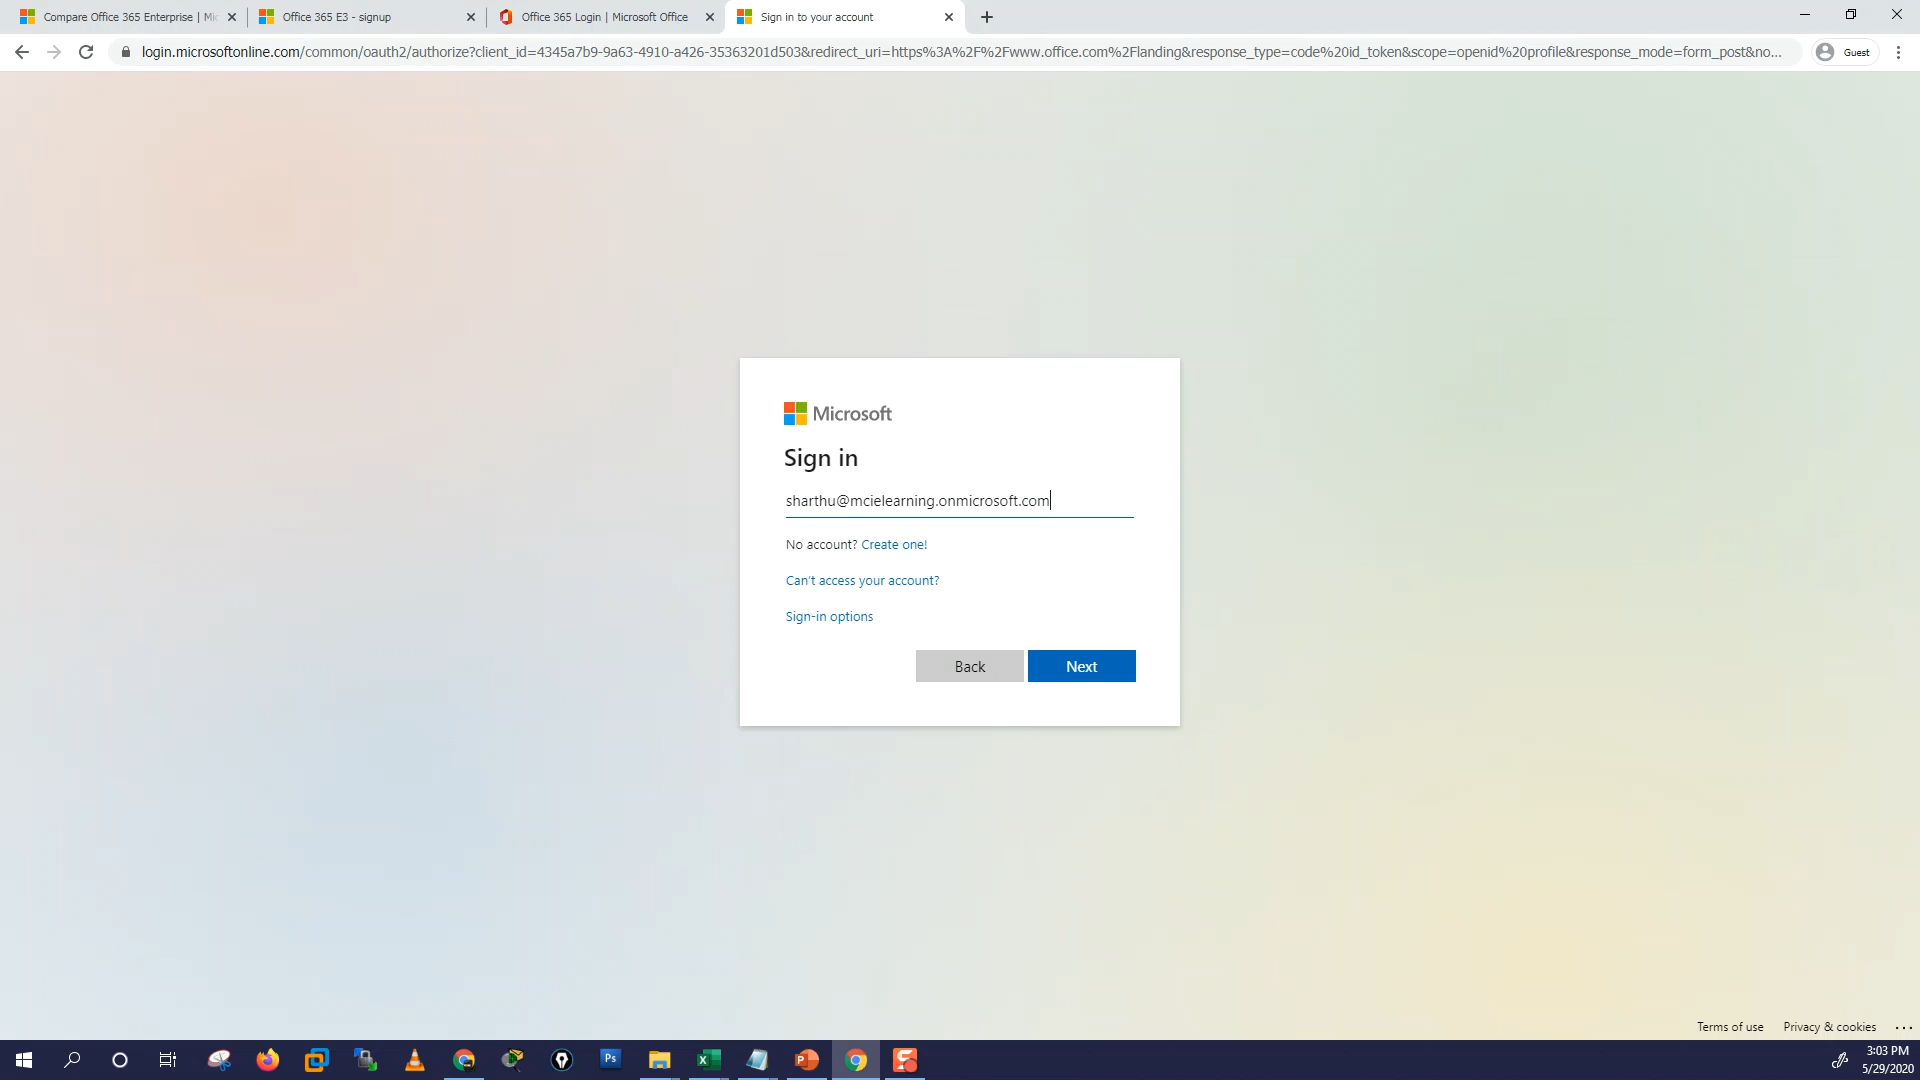 Compare Office 365 Enterprise | Mi
Office 365 E3 - signup
Office 365 Login | Microsoft Office
Sign in to your account
login.microsoftonline.com/common/oauth2/authorize?client_id=4345a7b9-9a63-4910-a426-35363201d503&redirect_uri=https%3A%2F%2Fwww.office.com%2Flanding&response_type=code%20id_token&scope=openid%20profile&response_mode=form_post&no...
Guest
Microsoft
Sign in
sharthu@mcielearning.onmicrosoft.com
No account? Create one!
Can't access your account?
Sign-in options
Back
Next
Terms of use
Privacy & cookies
...
Ps
3:03 PM
5/29/2020